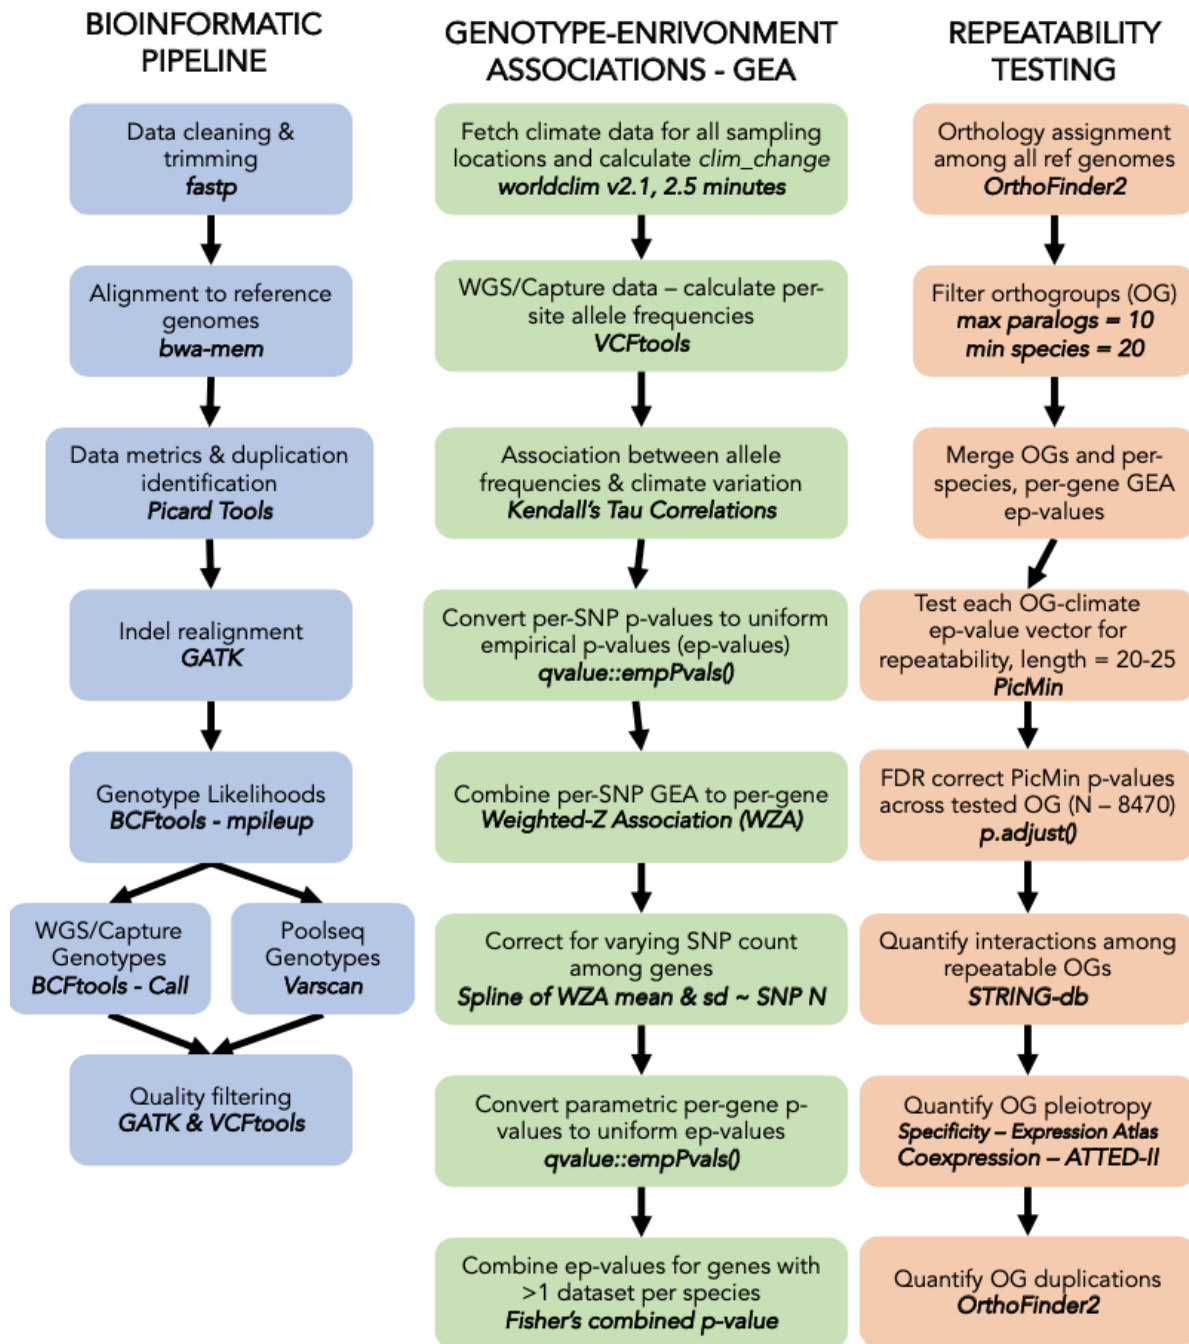 BIOINFORMATIC
PIPELINE
Data cleaning &
trimming
fastp
Alignment to reference
genomes
bwa-mem
Data metrics & duplication
identification
Picard Tools
Indel realignment
GATK
Genotype Likelihoods
BCFtools - mpileup
WGS/Capture
Genotypes
BCFtools - Call
Poolseq
Genotypes
Varscan
Quality filtering
GATK & VCFtools
GENOTYPE-ENRIVONMENT
ASSOCIATIONS - GEA
Fetch climate data for all sampling
locations and calculate clim_change
worldclim v2.1, 2.5 minutes
WGS/Capture data – calculate per-
site allele frequencies
VCFtools
Association between allele
frequencies & climate variation
Kendall's Tau Correlations
Convert per-SNP p-values to uniform
empirical p-values (ep-values)
qvalue::empPvals()
Combine per-SNP GEA to per-gene
Weighted-Z Association (WZA)
Correct for varying SNP count
among genes
Spline of WZA mean & sd ~ SNP N
Convert parametric per-gene p-
values to uniform ep-values
qvalue::empPvals()
Combine ep-values for genes with
>1 dataset per species
Fisher's combined p-value
REPEATABILITY
TESTING
Orthology assignment
among all ref genomes
OrthoFinder2
Filter orthogroups (OG)
max paralogs = 10
min species = 20
Merge OGs and per-
species, per-gene GEA
ep-values
Test each OG-climate
ep-value vector for
repeatability, length = 20-25
PicMin
FDR correct PicMin p-values
across tested OG (N – 8470)
p.adjust()
Quantify interactions among
repeatable OGs
STRING-db
Quantify OG pleiotropy
Specificity – Expression Atlas
Coexpression – ATTED-II
Quantify OG duplications
OrthoFinder2